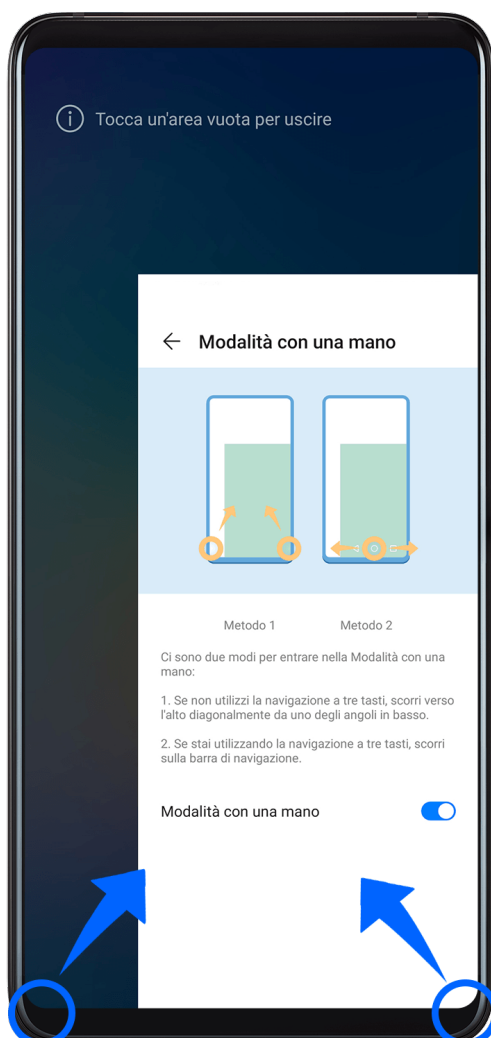 Tocca un'area vuota per uscire
Modalità con una mano
Metodo 1
Metodo 2
Ci sono due modi per entrare nella Modalità con una
mano:
1. Se non utilizzi la navigazione a tre tasti, scorri verso
l'alto diagonalmente da uno degli angoli in basso.
2. Se stai utilizzando la navigazione a tre tasti, scorri
sulla barra di navigazione.
Modalità con una mano